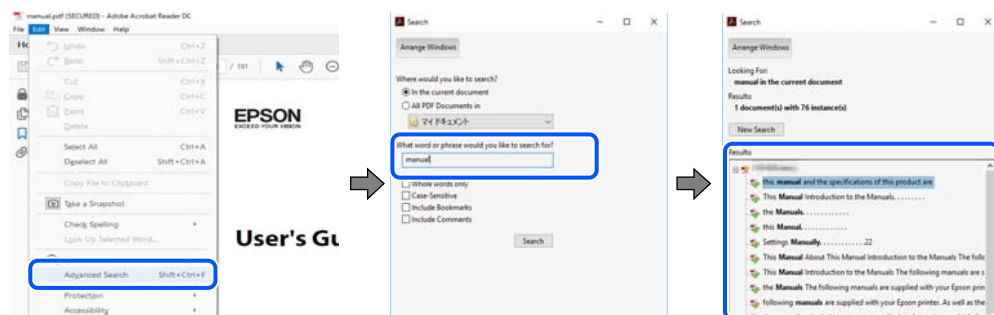 manual.pdf (SECURED) - Adobe Acrobat Reader DC
File Edit View Window Help
Undo Ctrl+Z
Redo Shift+Ctrl+Z
Cut Ctrl+X
Copy Ctrl+C
Paste Ctrl+V
Delete
Select All Ctrl+A
Deselect All Shift+Ctrl+A
Copy File to Clipboard
Take a Snapshot
Check Spelling
Look Up Selected Word...
Advanced Search Shift+Ctrl+F
Protection
Accessibility
/ 191
EPSON
EXCEED YOUR VISION
User's Gu
Search
Arrange Windows
Where would you like to search?
In the current document
All PDF Documents in
マイ ドキュメント
What word or phrase would you like to search for?
manual
Whole words only
Case-Sensitive
Include Bookmarks
Include Comments
Search
Search
Arrange Windows
Looking For:
manual in the current document
Results:
1 document(s) with 76 instance(s)
New Search
Results:
this manual and the specifications of this product are
This Manual Introduction to the Manuals. . . . . . . . .
the Manuals. . . . . . . . . . . . .
this Manual. . . . . . . . . . . . .
Settings Manually. . . . . . . . . . . . .22
This Manual About This Manual Introduction to the Manuals The follo
This Manual Introduction to the Manuals The following manuals are s
the Manuals The following manuals are supplied with your Epson prin
following manuals are supplied with your Epson printer. As well as the